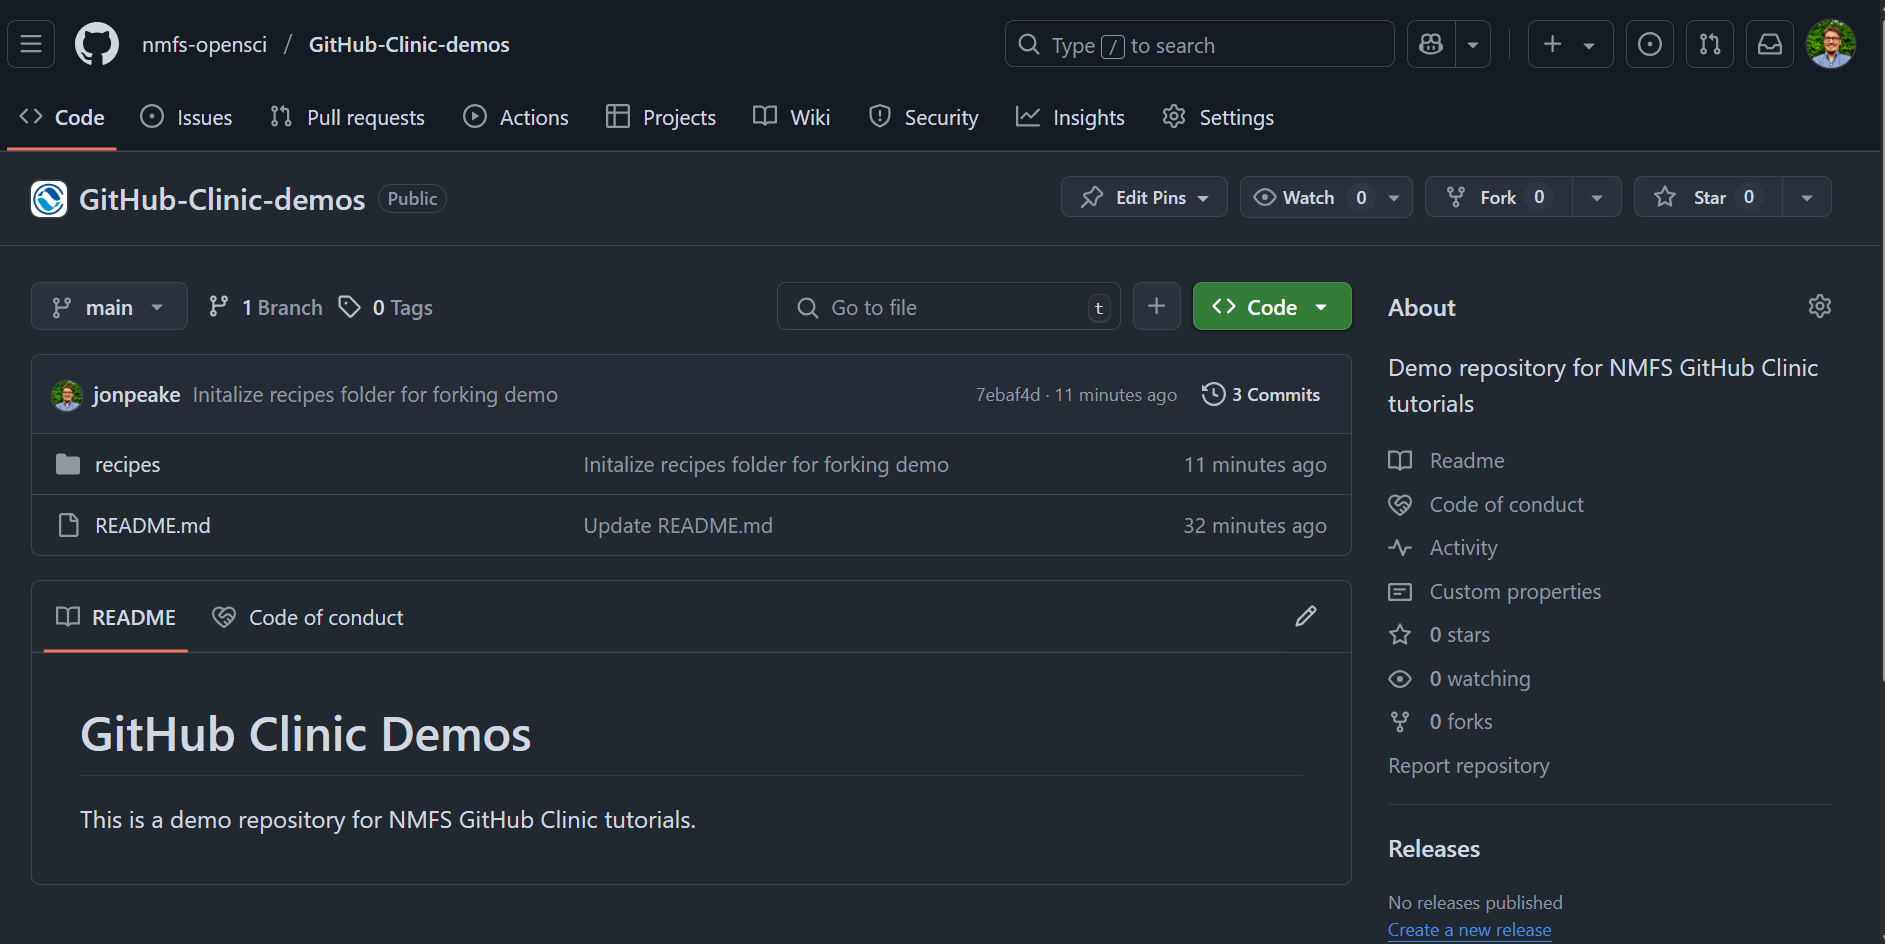 nmfs-opensci / GitHub-Clinic-demos
Type / to search
Code
Issues
Pull requests
Actions
Projects
Wiki
Security
Insights
Settings
GitHub-Clinic-demos
Public
Edit Pins
Watch 0
Fork 0
Star 0
main
1 Branch
0 Tags
Go to file
t
Code
jonpeake Initalize recipes folder for forking demo
7ebaf4d · 11 minutes ago
3 Commits
recipes
Initalize recipes folder for forking demo
11 minutes ago
README.md
Update README.md
32 minutes ago
README
Code of conduct
GitHub Clinic Demos
This is a demo repository for NMFS GitHub Clinic tutorials.
About
Demo repository for NMFS GitHub Clinic
tutorials
Readme
Code of conduct
Activity
Custom properties
0 stars
0 watching
0 forks
Report repository
Releases
No releases published
Create a new release